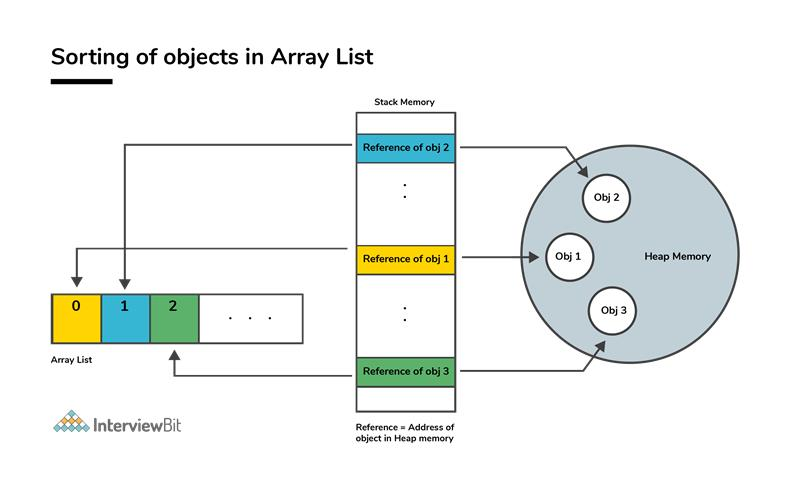 Sorting of objects in Array List
Stack Memory
Reference of obj 2
:
Obj 2
Reference of obj 1
Obj 1
Heap Memory
0 1 2 . . .
:
Obj 3
Array List
Reference of obj 3
InterviewBit
Reference = Address of
object in Heap memory